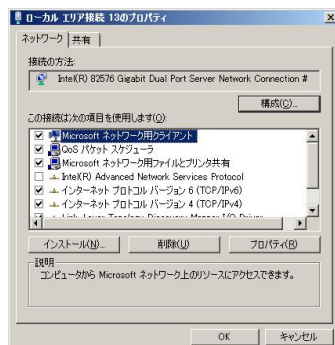 ローカル エリア接続 13のプロパティ
ネットワーク
共有
接続の方法:
Intel(R) 82576 Gigabit Dual Port Server Network Connection #
構成(C)...
この接続は次の項目を使用します(O):
Microsoft ネットワーク用クライアント
QoS パケット スケジューラ
Microsoft ネットワーク用ファイルとプリンタ共有
Intel(R) Advanced Network Services Protocol
インターネット プロトコル バージョン 6 (TCP/IPv6)
インターネット プロトコル バージョン 4 (TCP/IPv4)
Link-Layer Topology Discovery Mapper I/O Driver
インストール(N)...
削除(U)
プロパティ(R)
説明
コンピュータから Microsoft ネットワーク上のリソースにアクセスできます。
OK
キャンセル